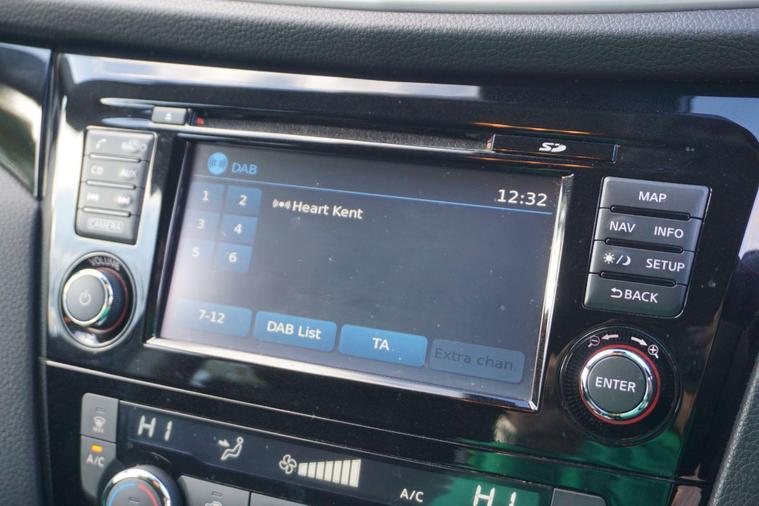 SD
CD AUX
CAMERA
VOLUME
DAB
12:32
1 2
Heart Kent
3 4
5 6
7-12
DAB List
TA
Extra chan.
MAP
NAV INFO
SETUP
BACK
ENTER
HI
A/C
A/C
HI